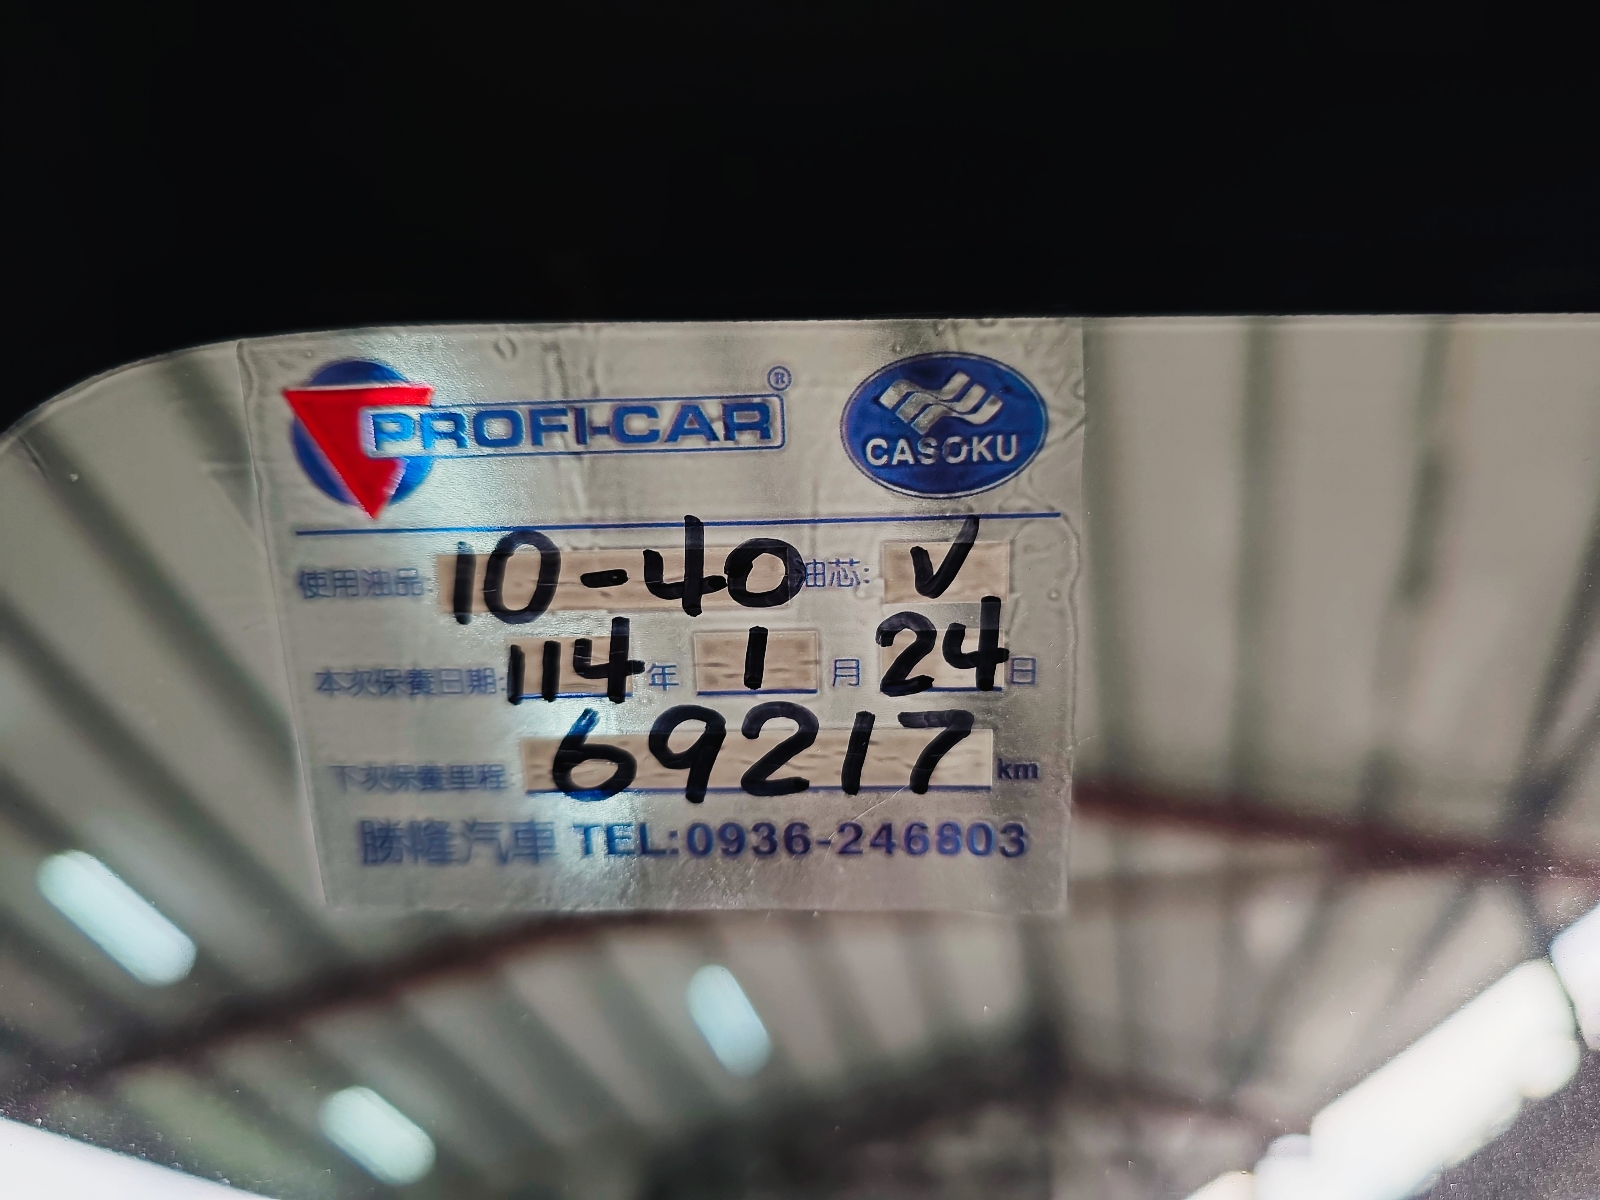 PROFI-CAR® CASOKU
使用油品: 10-40 油芯: V
本次保養日期: 114 年 1 月 24 日
下次保養里程: 69217 km
勝隆汽車 TEL:0936-246803